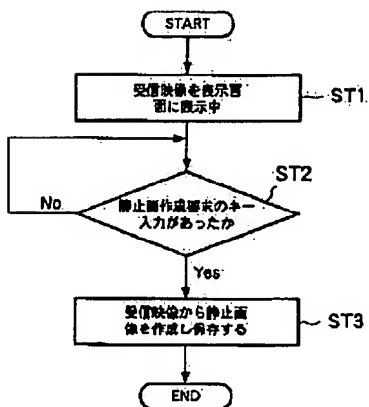 START
受信映像を表示画
面に表示中
ST1
ST2
静止画作成要求のキー
入力があったか
No
Yes
受信映像から静止画
像を作成し保存する
ST3
END